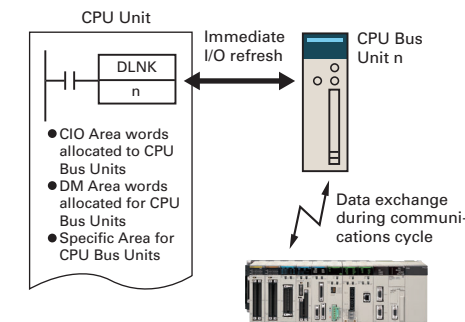 CPU Unit
DLNK
n
● CIO Area words
allocated to CPU
Bus Units
● DM Area words
allocated for CPU
Bus Units
● Specific Area for
CPU Bus Units
Immediate
I/O refresh
CPU Bus
Unit n
Data exchange
during communi-
cations cycle